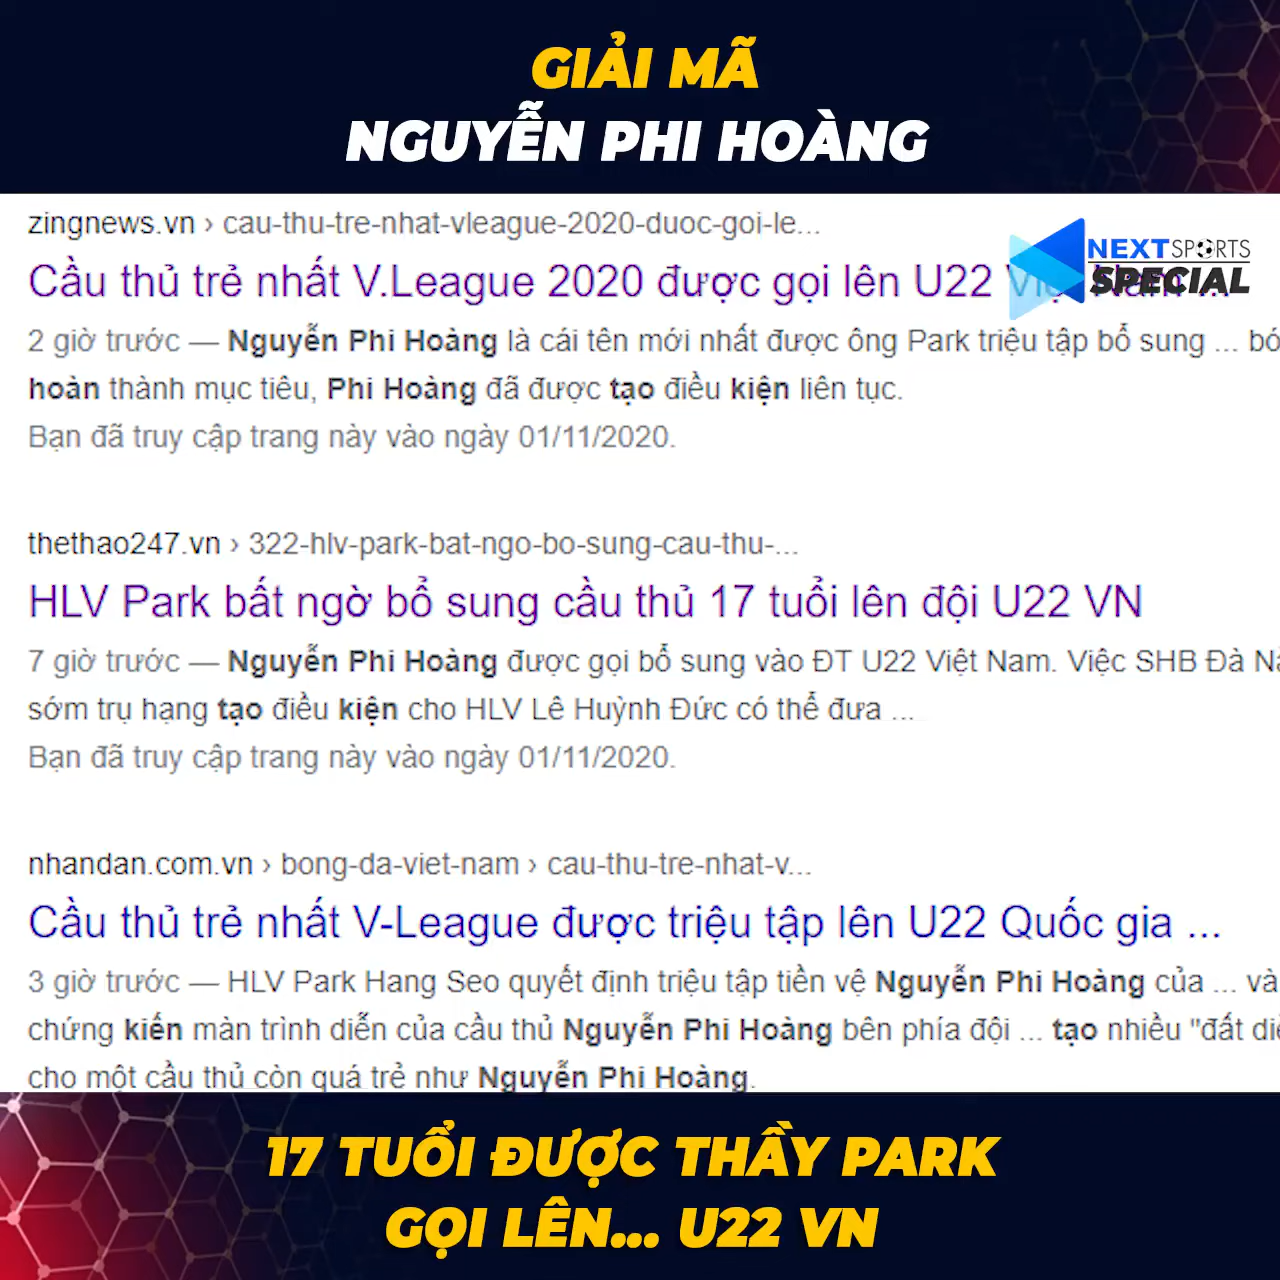 GIẢI MÃ
NGUYỄN PHI HOÀNG
zingnews.vn › cau-thu-tre-nhat-vleague-2020-duoc-goi-le...
NEXT SPORTS
SPECIAL
Cầu thủ trẻ nhất V.League 2020 được gọi lên U22 Việt Nam ...
2 giờ trước — Nguyễn Phi Hoàng là cái tên mới nhất được ông Park triệu tập bổ sung ... bó
hoàn thành mục tiêu, Phi Hoàng đã được tạo điều kiện liên tục.
Bạn đã truy cập trang này vào ngày 01/11/2020.
thethao247.vn › 322-hlv-park-bat-ngo-bo-sung-cau-thu-...
HLV Park bất ngờ bổ sung cầu thủ 17 tuổi lên đội U22 VN
7 giờ trước — Nguyễn Phi Hoàng được gọi bổ sung vào ĐT U22 Việt Nam. Việc SHB Đà
sớm trụ hạng tạo điều kiện cho HLV Lê Huỳnh Đức có thể đưa ...
Bạn đã truy cập trang này vào ngày 01/11/2020.
nhandan.com.vn › bong-da-viet-nam › cau-thu-tre-nhat-v...
Cầu thủ trẻ nhất V-League được triệu tập lên U22 Quốc gia ...
3 giờ trước — HLV Park Hang Seo quyết định triệu tập tiền vệ Nguyễn Phi Hoàng của ... và
chứng kiến màn trình diễn của cầu thủ Nguyễn Phi Hoàng bên phía đội ... tạo nhiều "đất
cho một cầu thủ còn quá trẻ như Nguyễn Phi Hoàng.
17 TUỔI ĐƯỢC THẦY PARK
GỌI LÊN... U22 VN